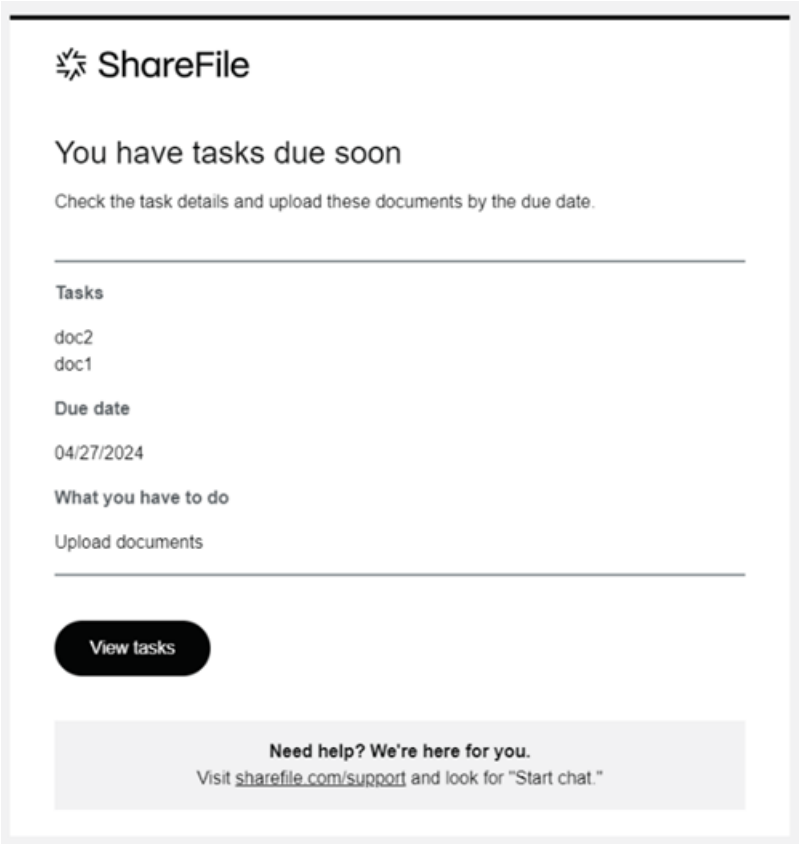 ShareFile
You have tasks due soon
Check the task details and upload these documents by the due date.
Tasks
doc2
doc1
Due date
04/27/2024
What you have to do
Upload documents
View tasks
Need help? We're here for you.
Visit sharefile.com/support and look for "Start chat."